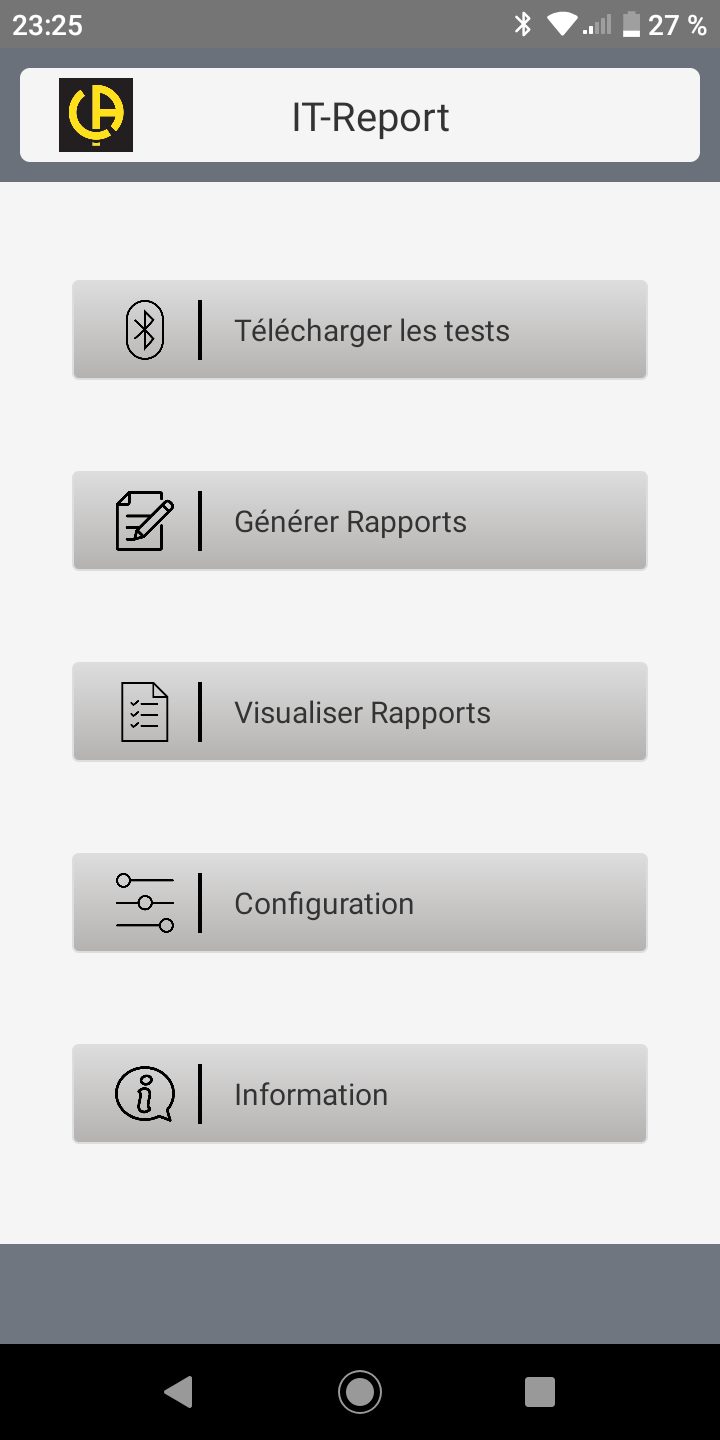 23:25
27 %
IT-Report
Télécharger les tests
Générer Rapports
Visualiser Rapports
Configuration
Information